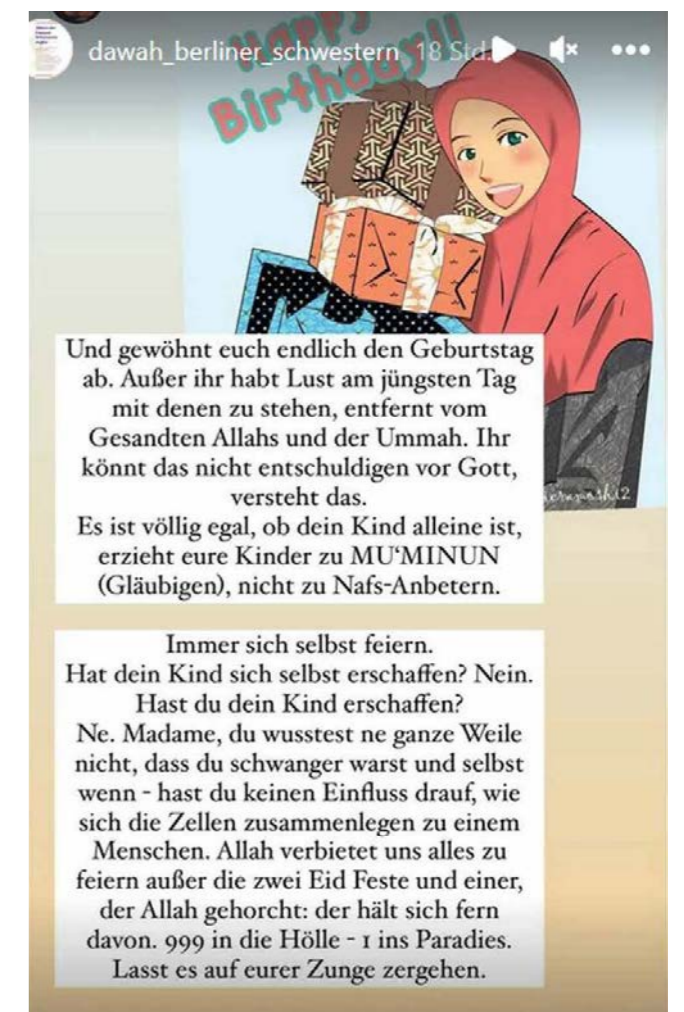 dawah_berliner_schwestern 18 Std.
Happy
Birthday!!
Und gewöhnt euch endlich den Geburtstag
ab. Außer ihr habt Lust am jüngsten Tag
mit denen zu stehen, entfernt vom
Gesandten Allahs und der Ummah. Ihr
könnt das nicht entschuldigen vor Gott,
versteht das.
Es ist völlig egal, ob dein Kind alleine ist,
erzieht eure Kinder zu MU‘MINUN
(Gläubigen), nicht zu Nafs-Anbetern.
Immer sich selbst feiern.
Hat dein Kind sich selbst erschaffen? Nein.
Hast du dein Kind erschaffen?
Ne. Madame, du wusstest ne ganze Weile
nicht, dass du schwanger warst und selbst
wenn - hast du keinen Einfluss drauf, wie
sich die Zellen zusammenlegen zu einem
Menschen. Allah verbietet uns alles zu
feiern außer die zwei Eid Feste und einer,
der Allah gehorcht: der hält sich fern
davon. 999 in die Hölle - 1 ins Paradies.
Lasst es auf eurer Zunge zergehen.